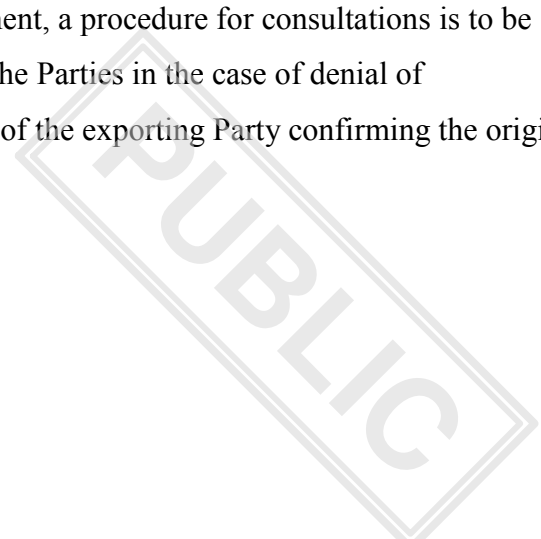 ent, a procedure for consultations is to be
he Parties in the case of denial of
of the exporting Party confirming the origi
PUBLIC